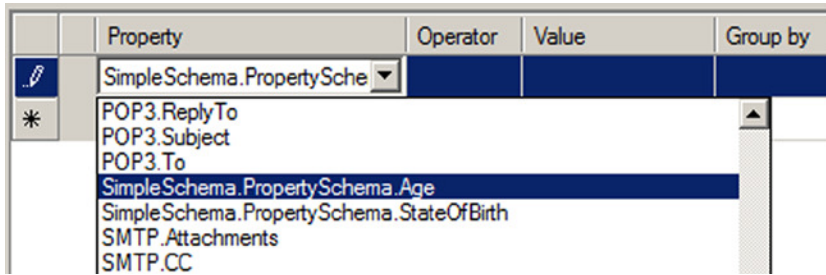 Property Operator Value Group by
SimpleSchema.PropertySche
POP3.ReplyTo
POP3.Subject
POP3.To
SimpleSchema.PropertySchema.Age
SimpleSchema.PropertySchema.StateOfBirth
SMTP.Attachments
SMTP.CC